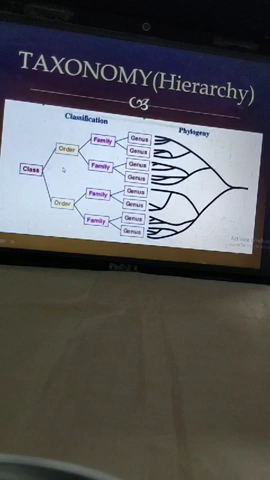 TAXONOMY(Hierarchy)
Classification
Phylogeny
Class
Order
Order
Family
Family
Family
Family
Genus
Genus
Genus
Genus
Genus
Genus
Genus
Genus
DELL